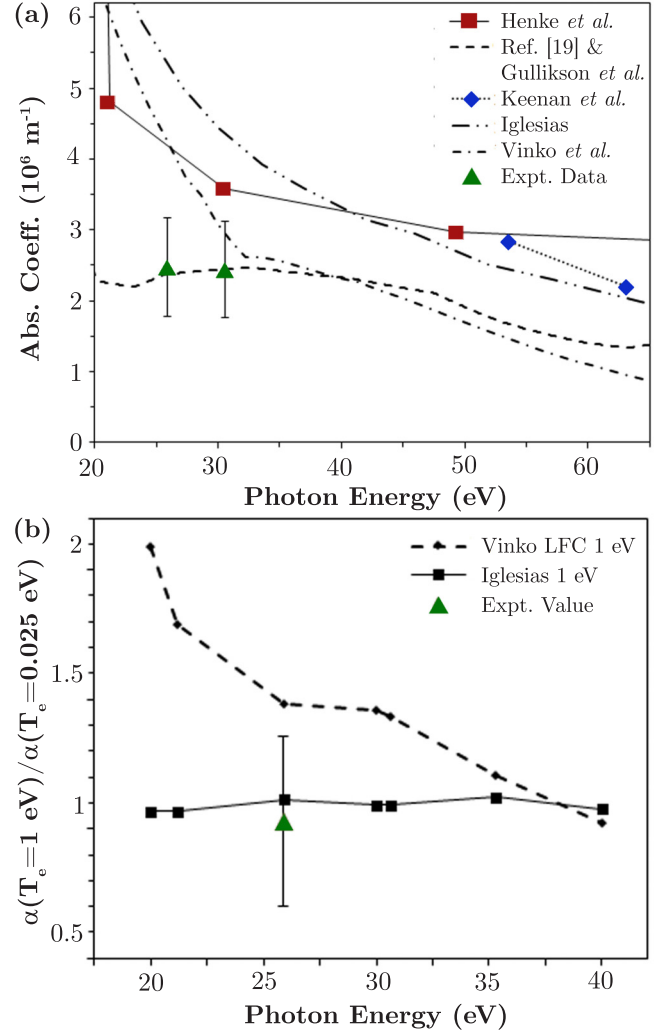 (a)
Henke et al.
Ref. [19] &
Gullikson et al.
Keenan et al.
Iglesias
Vinko et al.
Expt. Data
Abs. Coeff. (10⁶ m⁻¹)
6
5
4
3
2
1
0
20
30
40
50
60
Photon Energy (eV)
(b)
Vinko LFC 1 eV
Iglesias 1 eV
Expt. Value
α(Tₑ=1 eV)/α(Tₑ=0.025 eV)
2
1.5
1
0.5
20
25
30
35
40
Photon Energy (eV)